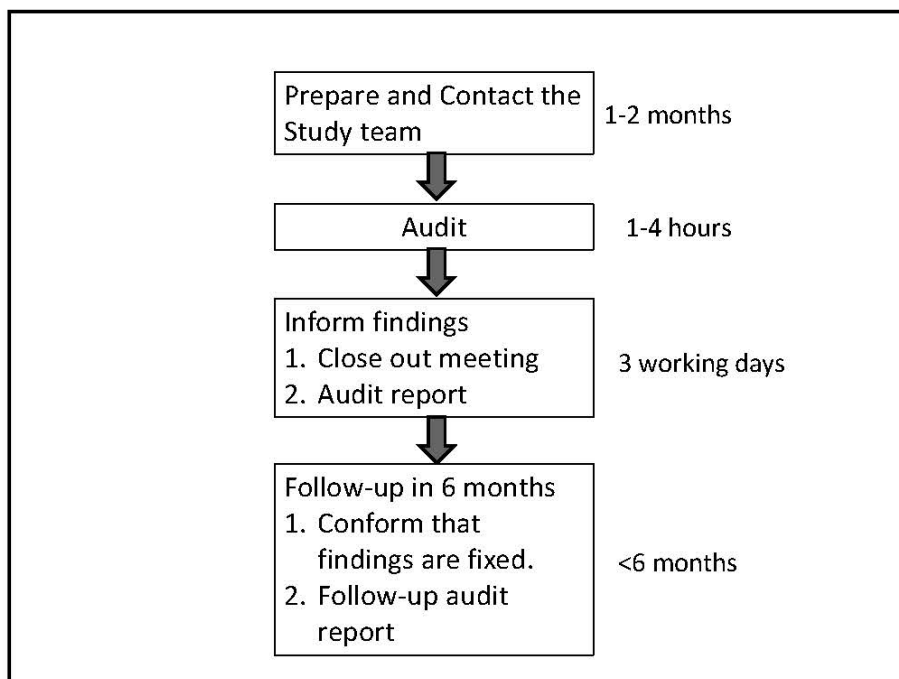 Prepare and Contact the
Study team
1-2 months
Audit
1-4 hours
Inform findings
1. Close out meeting
2. Audit report
3 working days
Follow-up in 6 months
1. Conform that
findings are fixed.
2. Follow-up audit
report
<6 months